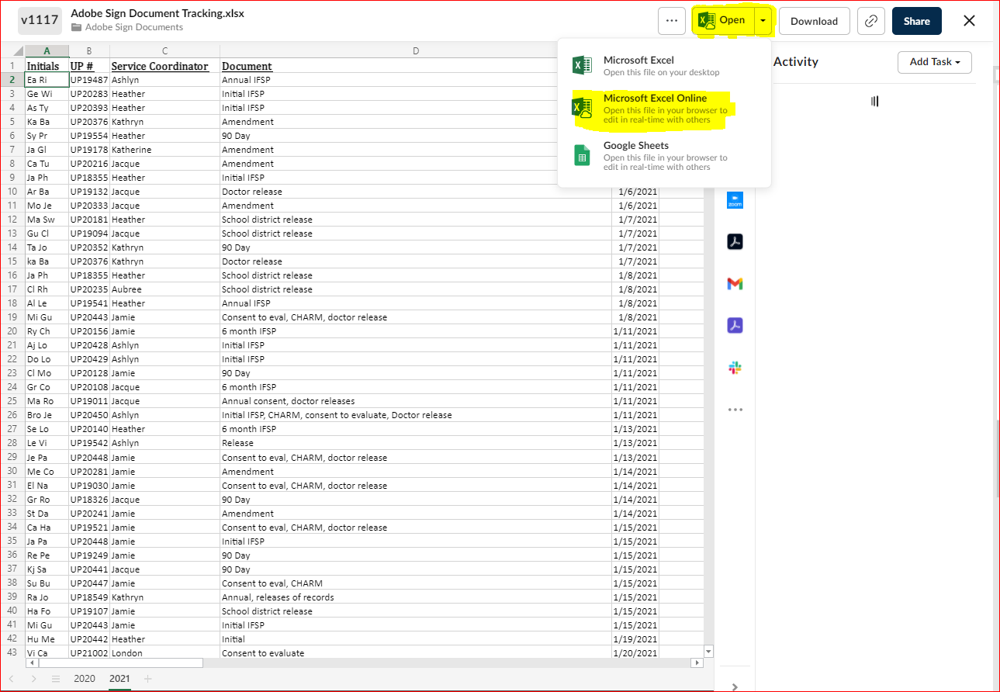 v1117
Adobe Sign Document Tracking.xlsx
Adobe Sign Documents
Open
Download
Share
Microsoft Excel
Open this file on your desktop
Microsoft Excel Online
Open this file in your browser to
edit in real-time with others
Google Sheets
Open this file in your browser to
edit in real-time with others
Activity
Add Task
zoom
A B C D
1 Initials UP # Service Coordinator Document
2 Ea Ri UP19487 Ashlyn Annual IFSP
3 Ge Wi UP20283 Heather Initial IFSP
4 As Ty UP20393 Heather Initial IFSP
5 Ka Ba UP20376 Kathryn Amendment
6 Sy Pr UP19554 Heather 90 Day
7 Ja Gl UP19178 Katherine Amendment
8 Ca Tu UP20216 Jacque Amendment
9 Ja Ph UP18355 Heather Initial IFSP
10 Ar Ba UP19132 Jacque Doctor release 1/6/2021
11 Mo Je UP20333 Jacque Amendment 1/6/2021
12 Ma Sw UP20181 Heather School district release 1/7/2021
13 Gu Cl UP19094 Jacque School district release 1/7/2021
14 Ta Jo UP20352 Kathryn 90 Day 1/7/2021
15 ka Ba UP20376 Kathryn Doctor release 1/7/2021
16 Ja Ph UP18355 Heather School district release 1/8/2021
17 Cl Rh UP20235 Aubree School district release 1/8/2021
18 Al Le UP19541 Heather Annual IFSP 1/8/2021
19 Mi Gu UP20443 Jamie Consent to eval, CHARM, doctor release 1/8/2021
20 Ry Ch UP20156 Jamie 6 month IFSP 1/11/2021
21 Aj Lo UP20428 Ashlyn Initial IFSP 1/11/2021
22 Do Lo UP20429 Ashlyn Initial IFSP 1/11/2021
23 Cl Mo UP20128 Jamie 90 Day 1/11/2021
24 Gr Co UP20108 Jacque 6 month IFSP 1/11/2021
25 Ma Ro UP19011 Jacque Annual consent, doctor releases 1/11/2021
26 Bro Je UP20450 Ashlyn Initial IFSP, CHARM, consent to evaluate, Doctor release 1/11/2021
27 Se Lo UP20140 Heather 6 month IFSP 1/13/2021
28 Le Vi UP19542 Ashlyn Release 1/13/2021
29 Je Pa UP20448 Jamie Consent to eval, CHARM, doctor release 1/13/2021
30 Me Co UP20281 Jamie Amendment 1/14/2021
31 El Na UP19030 Jamie Consent to eval, CHARM, doctor release 1/14/2021
32 Gr Ro UP18326 Jacque 90 Day 1/14/2021
33 St Da UP20241 Jamie Amendment 1/14/2021
34 Ca Ha UP19521 Jamie Consent to eval, CHARM, doctor release 1/15/2021
35 Ja Pa UP20448 Jamie Initial IFSP 1/15/2021
36 Re Pe UP19249 Jamie 90 Day 1/15/2021
37 Kj Sa UP20441 Jacque 90 Day 1/15/2021
38 Su Bu UP20447 Jamie Consent to eval, CHARM 1/15/2021
39 Ra Jo UP18549 Kathryn Annual, releases of records 1/15/2021
40 Ha Fo UP19107 Jamie School district release 1/15/2021
41 Mi Gu UP20443 Jamie Initial IFSP 1/15/2021
42 Hu Me UP20442 Heather Initial 1/19/2021
43 Vi Ca UP21002 London Consent to evaluate 1/20/2021
2020 2021